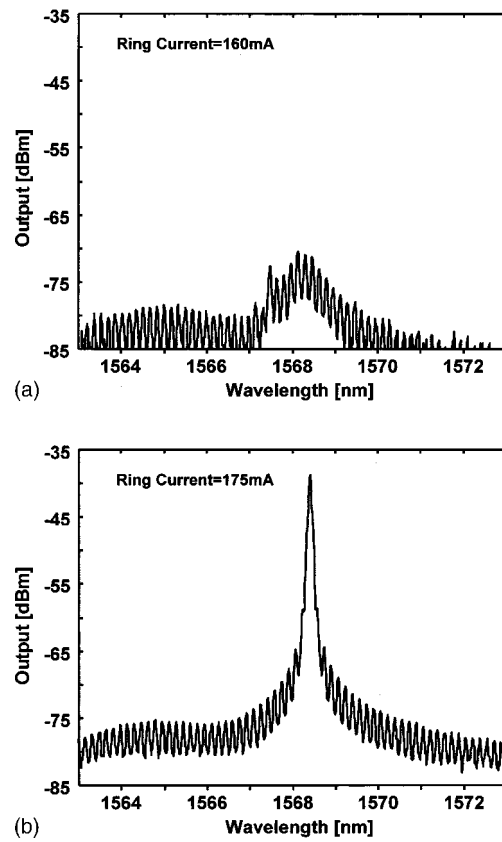 -35
Ring Current=160mA
-45
-55
-65
-75
-85
Output [dBm]
1564 1566 1568 1570 1572
(a)
Wavelength [nm]
-35
Ring Current=175mA
-45
-55
-65
-75
-85
Output [dBm]
1564 1566 1568 1570 1572
(b)
Wavelength [nm]